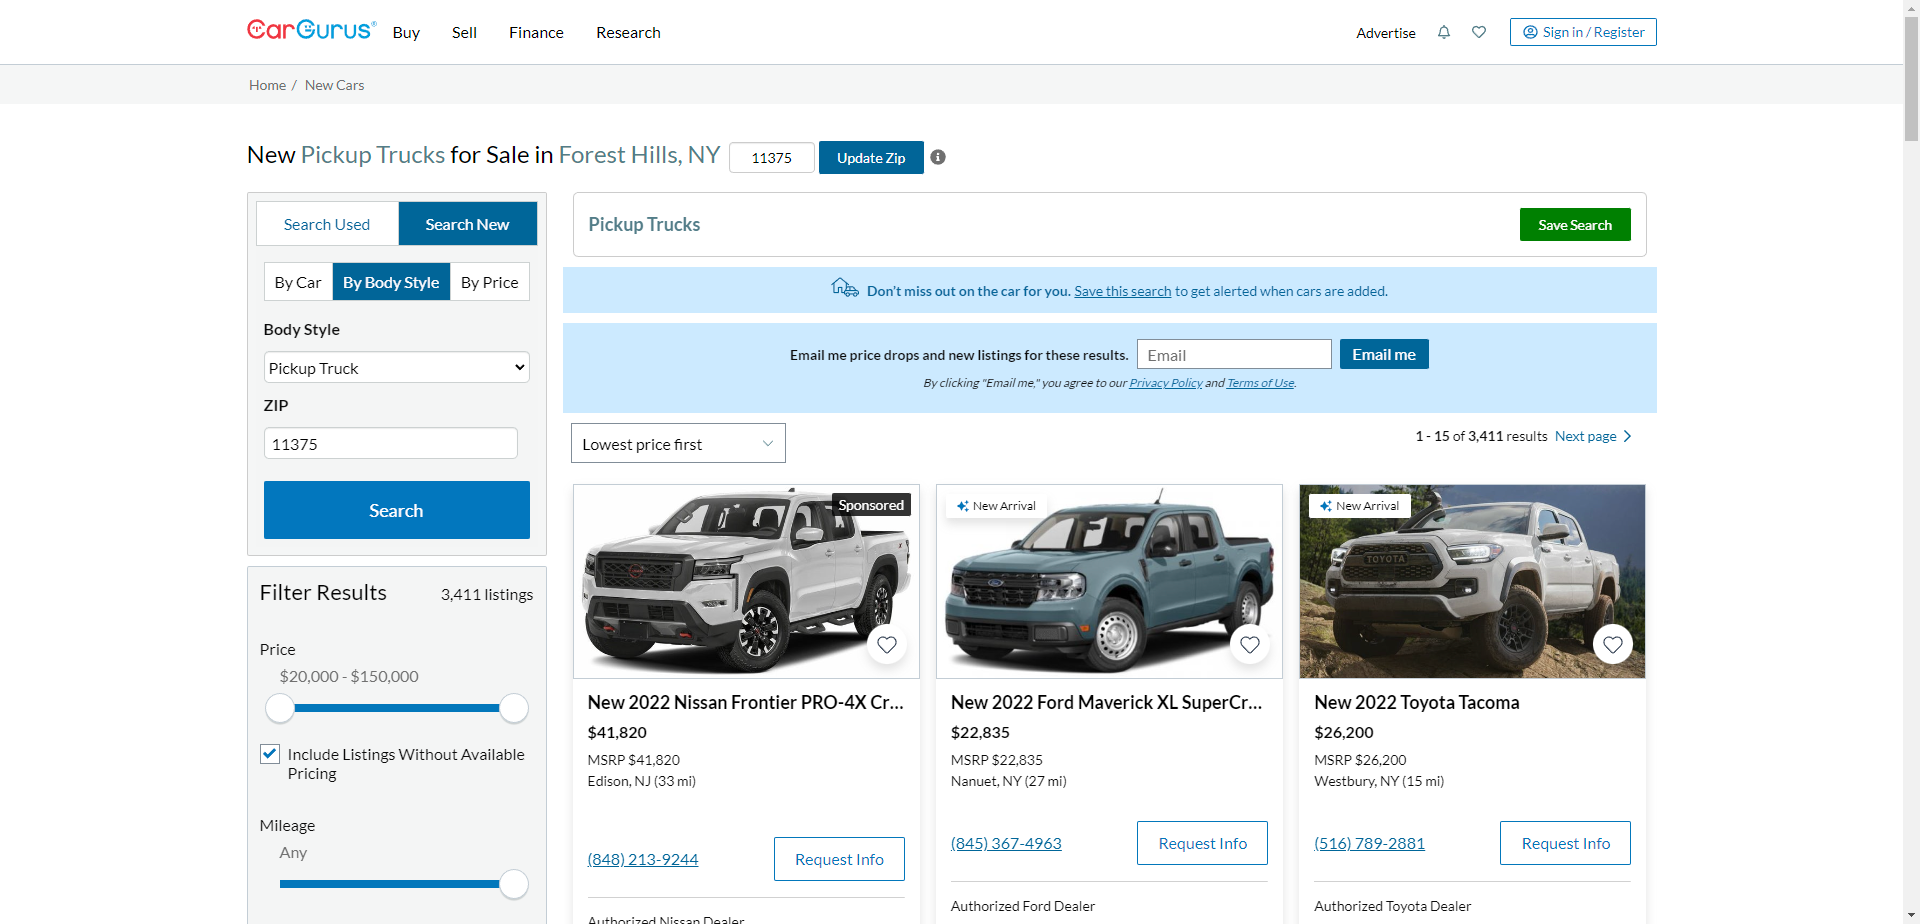 CarGurus®
Buy Sell Finance Research
Advertise
Sign in / Register
Home / New Cars
New Pickup Trucks for Sale in Forest Hills, NY
11375
Update Zip
Search Used
Search New
By Car
By Body Style
By Price
Body Style
Pickup Truck
ZIP
11375
Search
Filter Results
3,411 listings
Price
$20,000 - $150,000
Include Listings Without Available
Pricing
Mileage
Any
Pickup Trucks
Save Search
Don't miss out on the car for you. Save this search to get alerted when cars are added.
Email me price drops and new listings for these results.
Email
Email me
By clicking "Email me," you agree to our Privacy Policy and Terms of Use.
Lowest price first
1 - 15 of 3,411 results Next page
Sponsored
New 2022 Nissan Frontier PRO-4X Cr...
$41,820
MSRP $41,820
Edison, NJ (33 mi)
(848) 213-9244
Request Info
Authorized Nissan Dealer
New Arrival
New 2022 Ford Maverick XL SuperCr...
$22,835
MSRP $22,835
Nanuet, NY (27 mi)
(845) 367-4963
Request Info
Authorized Ford Dealer
New Arrival
TOYOTA
New 2022 Toyota Tacoma
$26,200
MSRP $26,200
Westbury, NY (15 mi)
(516) 789-2881
Request Info
Authorized Toyota Dealer